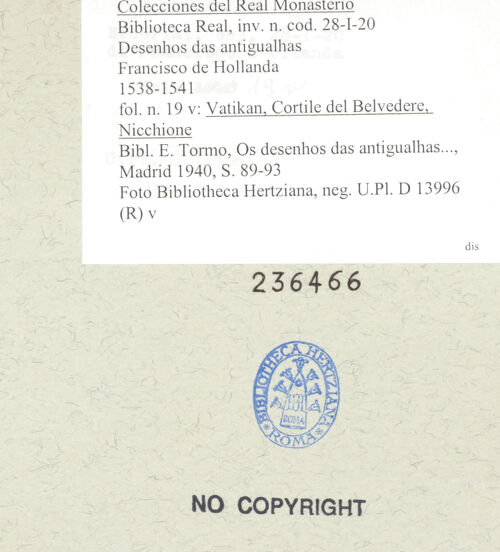 Colecciones del Real Monasterio
Biblioteca Real, inv. n. cod. 28-I-20
Desenhos das antigualhas
Francisco de Hollanda
1538-1541
fol. n. 19 v: Vatikan, Cortile del Belvedere,
Nicchione
Bibl. E. Tormo, Os desenhos das antigualhas...,
Madrid 1940, S. 89-93
Foto Bibliotheca Hertziana, neg. U.Pl. D 13996
(R) v
dis
236466
BIBLIOTHECA HERTZIANA
ROMA
* ROMA *
NO COPYRIGHT